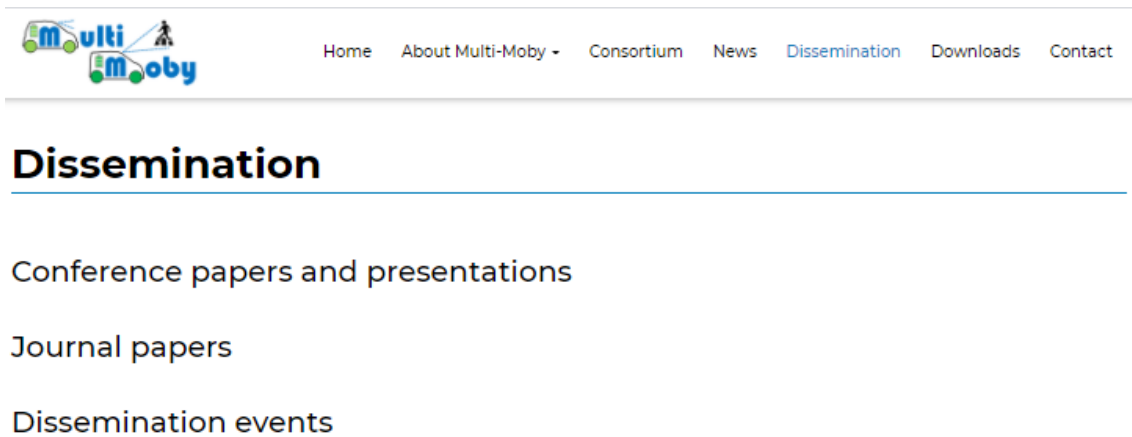 Multi
Moby
Home About Multi-Moby Consortium News Dissemination Downloads Contact
Dissemination
Conference papers and presentations
Journal papers
Dissemination events